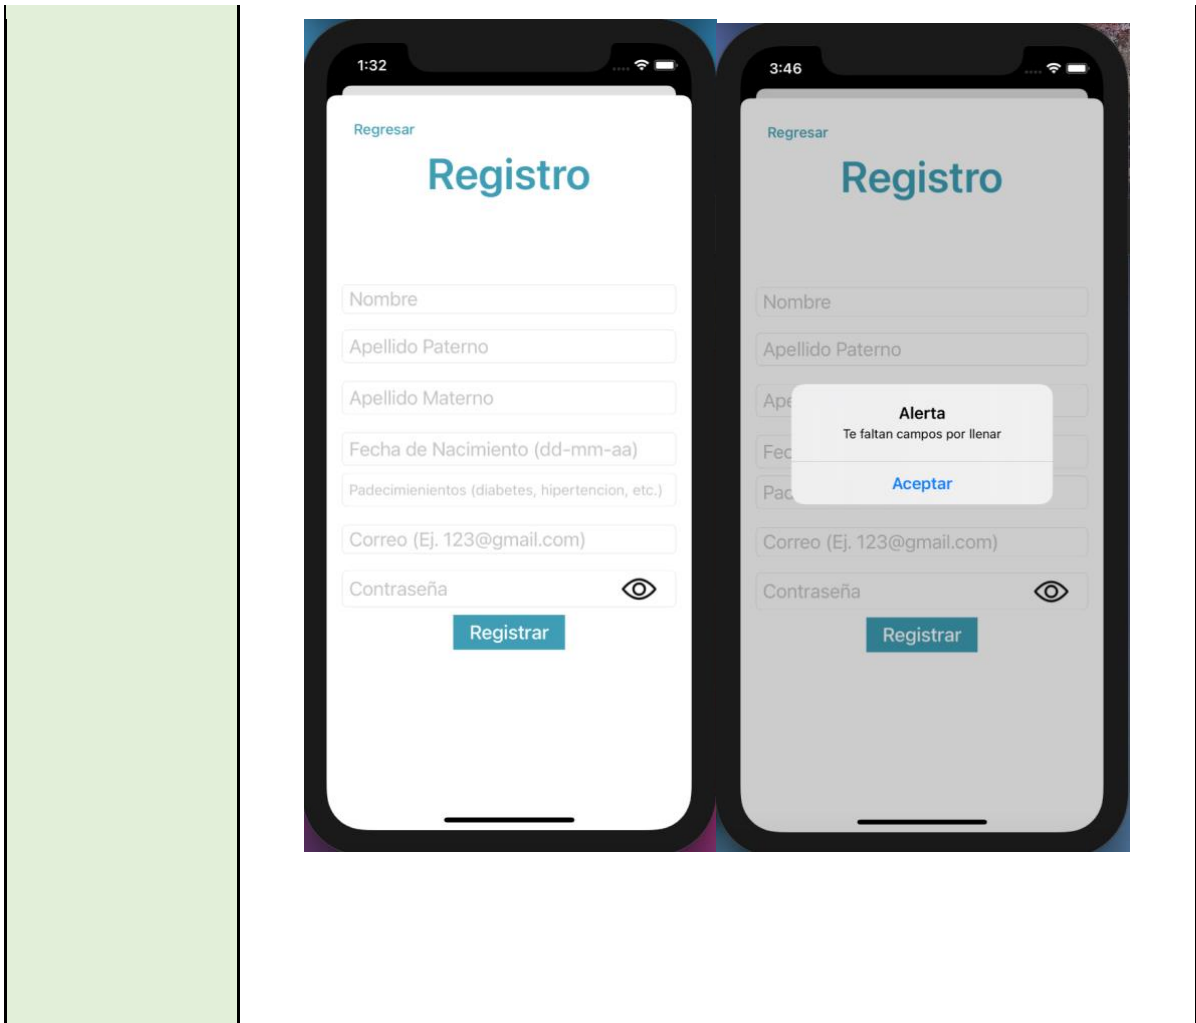 1:32
Regresar
Registro
Nombre
Apellido Paterno
Apellido Materno
Fecha de Nacimiento (dd-mm-aa)
Padecimienientos (diabetes, hipertencion, etc.)
Correo (Ej. 123@gmail.com)
Contraseña
Registrar
3:46
Regresar
Registro
Nombre
Apellido Paterno
Ape
Alerta
Te faltan campos por llenar
Fec
Pad
Aceptar
Correo (Ej. 123@gmail.com)
Contraseña
Registrar